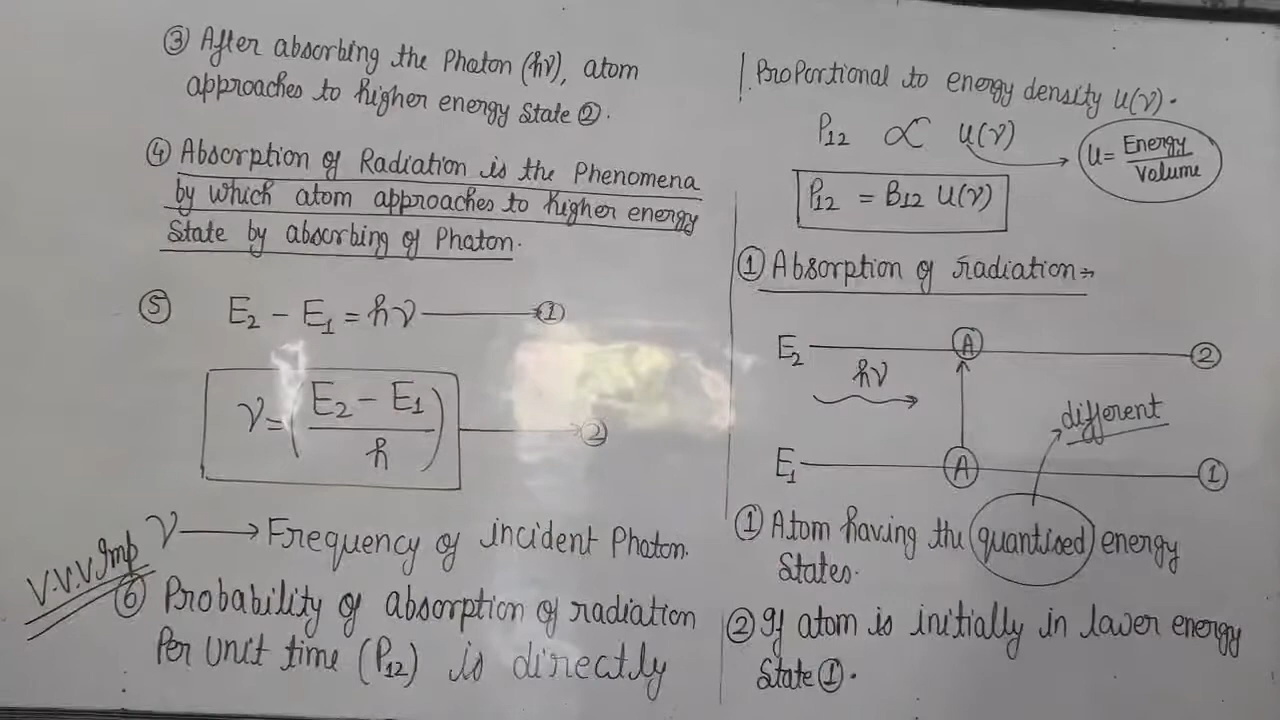 ③ After absorbing the Photon (hν), atom
approaches to higher energy State ②.
④ Absorption of Radiation is the Phenomena
by which atom approaches to higher energy
State by absorbing of Photon.
⑤ E₂ - E₁ = hν ①
ν = (E₂ - E₁ / h) ②
ν → Frequency of incident Photon.
V.V.V Imp
⑥ Probability of absorption of radiation
Per Unit time (P₁₂) is directly
Proportional to energy density u(ν).
P₁₂ ∝ u(ν)
u = Energy / Volume
P₁₂ = B₁₂ u(ν)
① Absorption of radiation:-
E₂ A ②
hν
different
E₁ A ①
① Atom having the quantised energy
States.
② If atom is initially in lower energy
State ①.